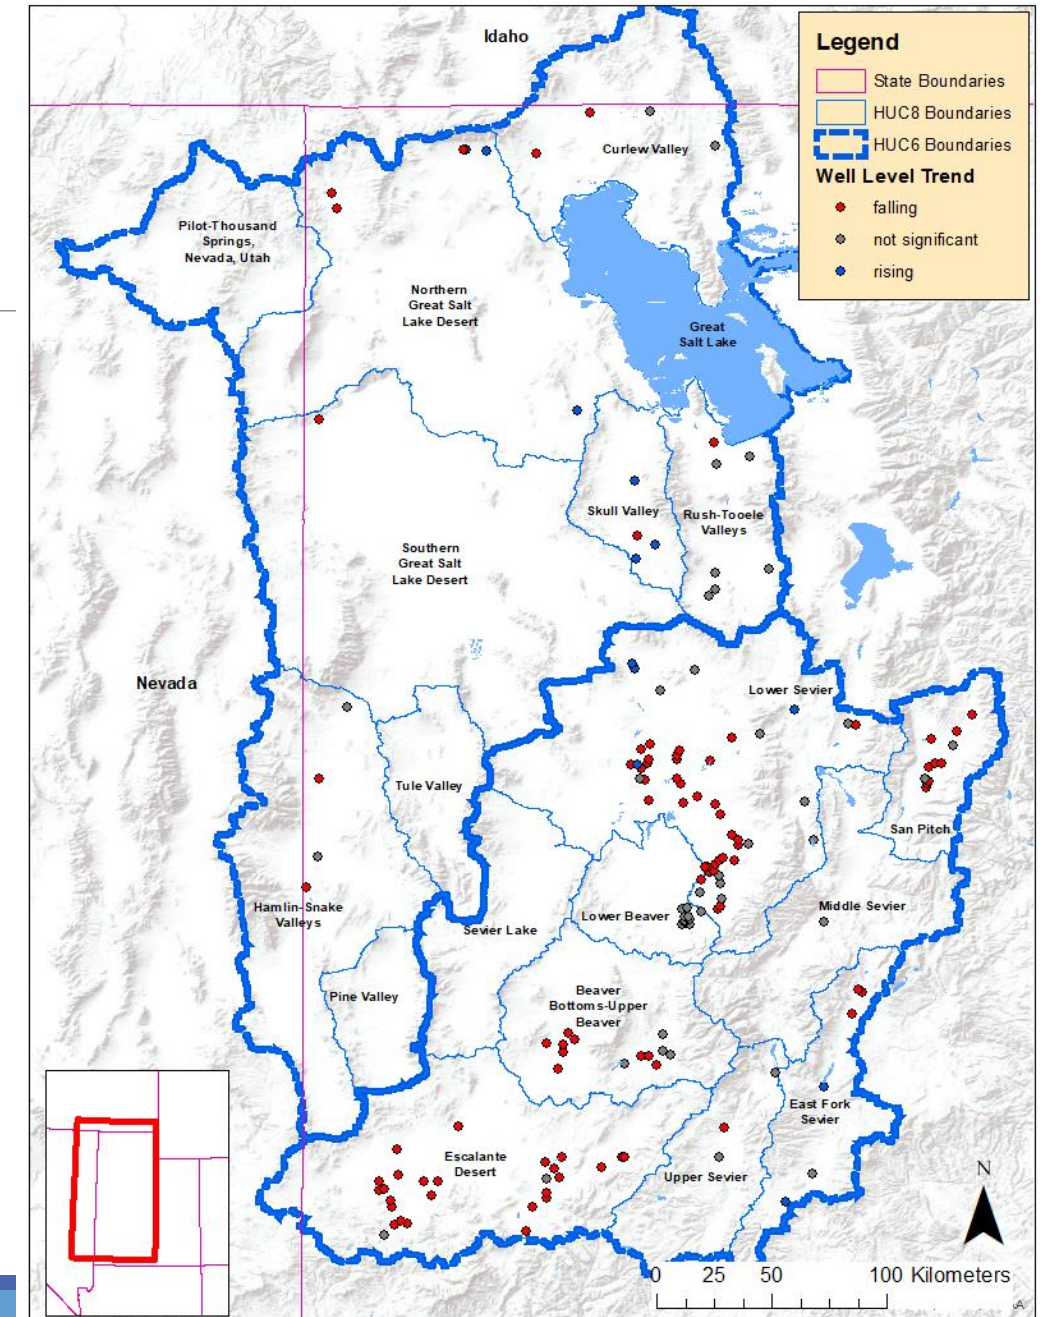 Idaho
Legend
State Boundaries
HUC8 Boundaries
HUC6 Boundaries
Well Level Trend
falling
not significant
rising
Curlew Valley
Pilot-Thousand
Springs,
Nevada, Utah
Northern
Great Salt
Lake Desert
Great
Salt Lake
Skull Valley
Rush-Tooele
Valleys
Southern
Great Salt
Lake Desert
Nevada
Lower Sevier
Tule Valley
San Pitch
Hamlin-Snake
Valleys
Lower Beaver
Middle Sevier
Sevier Lake
Pine Valley
Beaver
Bottoms-Upper
Beaver
East Fork
Sevier
Escalante
Desert
Upper Sevier
N
0 25 50 100 Kilometers